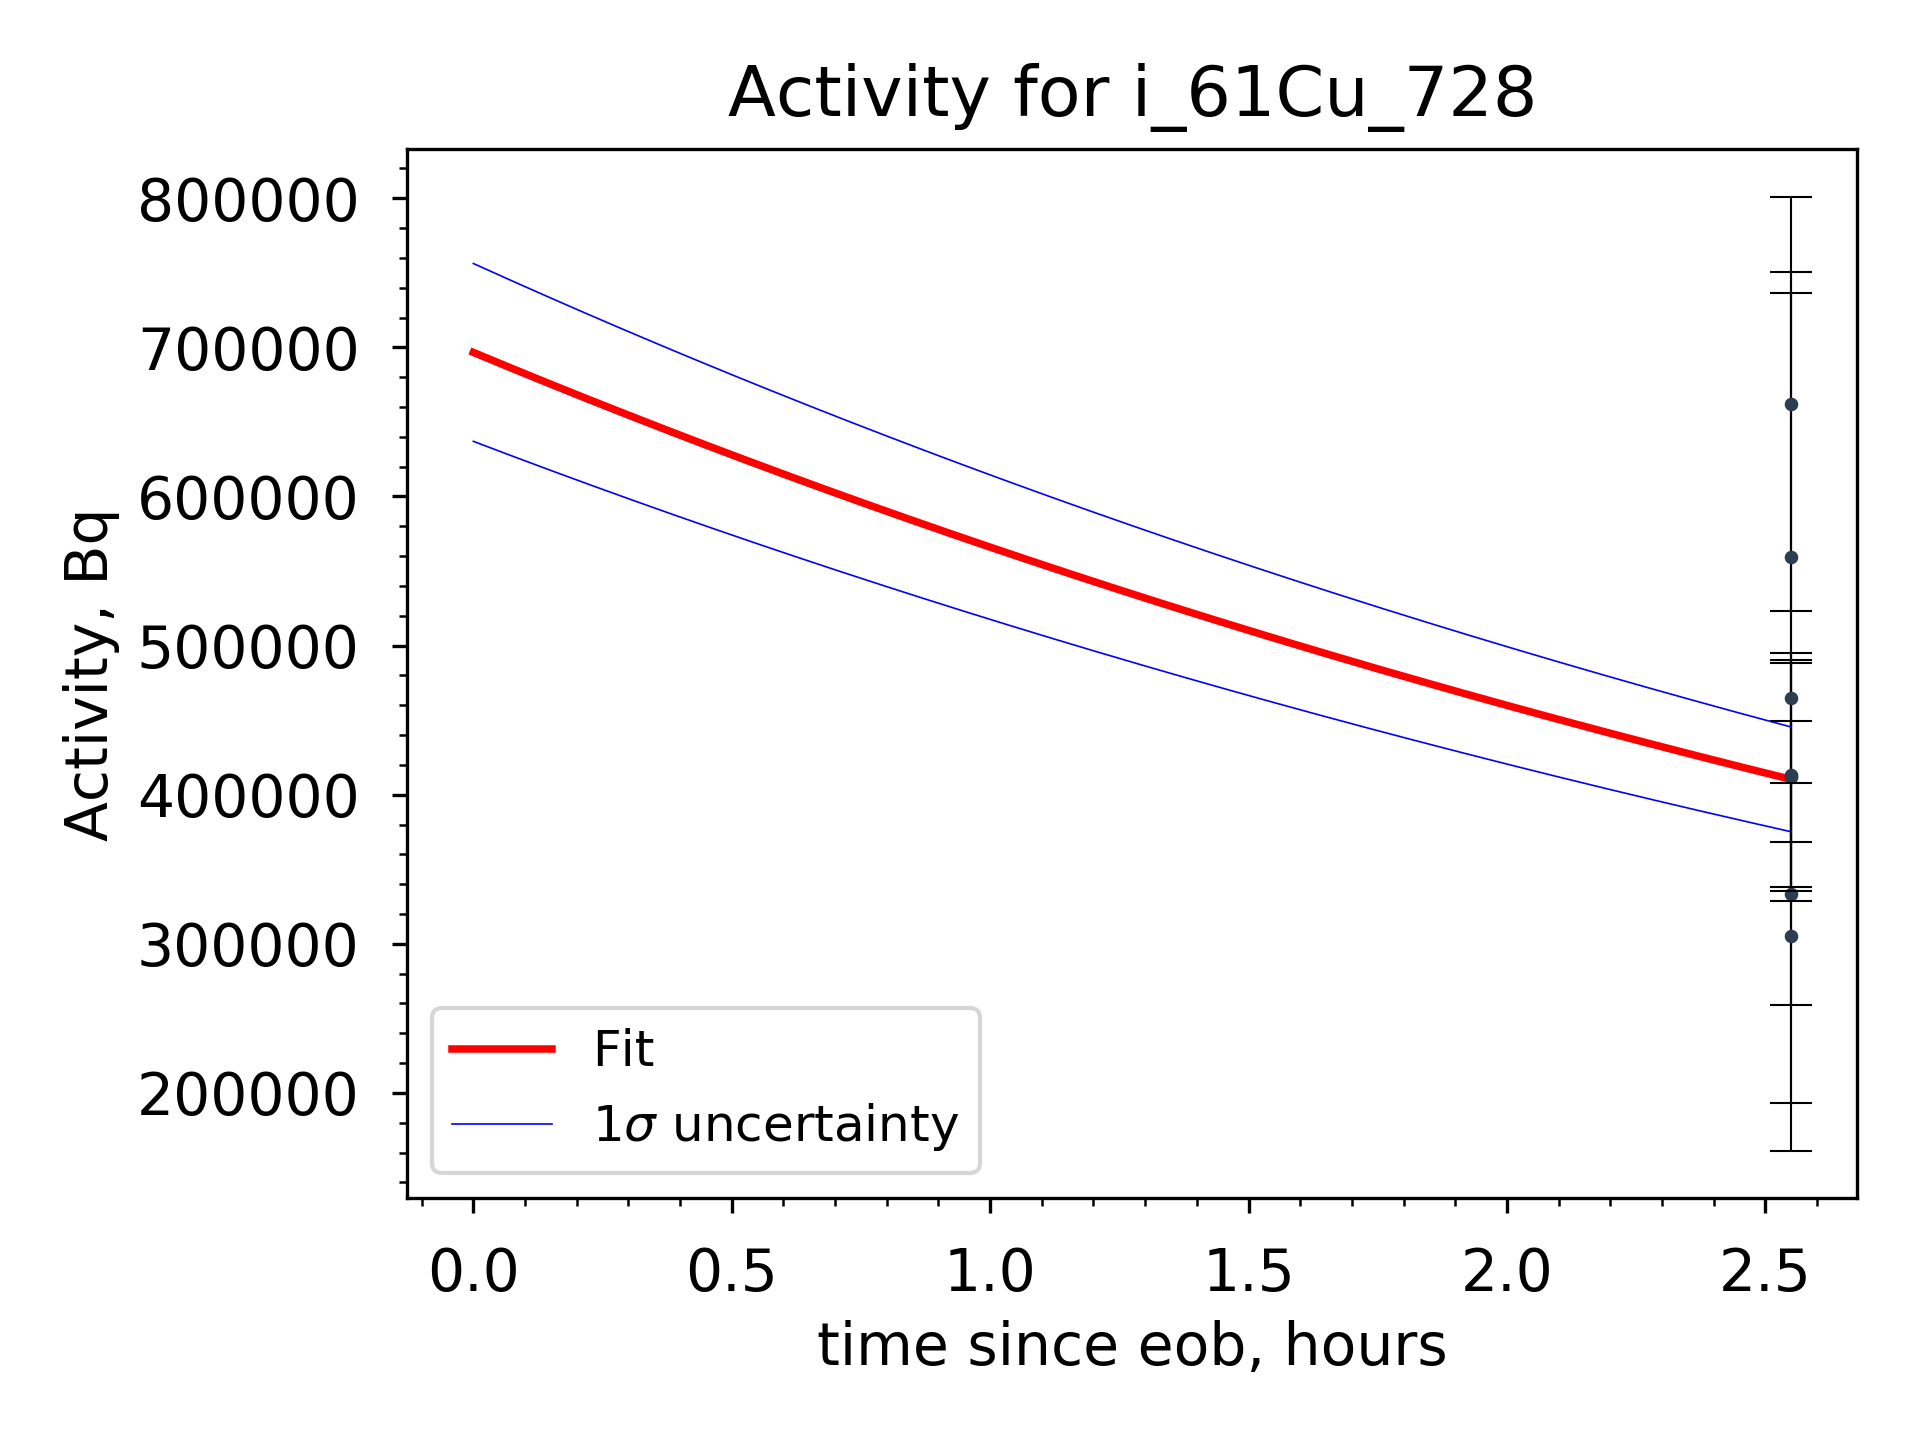 Activity for i_61Cu_728
800000
700000
600000
500000
400000
300000
200000
Activity, Bq
Fit
1σ uncertainty
0.0 0.5 1.0 1.5 2.0 2.5
time since eob, hours